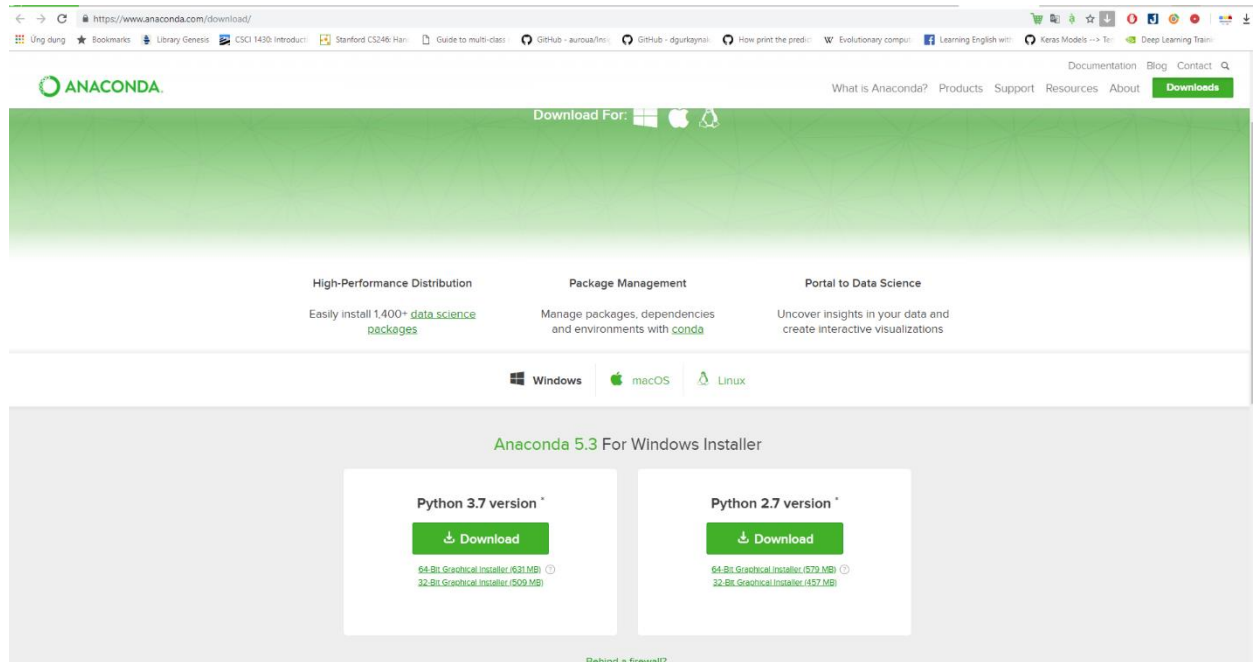 https://www.anaconda.com/download/
Ứng dụng Bookmarks Library Genesis CSCI 1430: Introduct Stanford CS246: Han Guide to multi-class GitHub - auroua/Ins GitHub - dgurkaynak How print the predic Evolutionary comput Learning English with Keras Models --> Ten Deep Learning Traini
Documentation Blog Contact
ANACONDA.
What is Anaconda? Products Support Resources About Downloads
Download For:
High-Performance Distribution Package Management Portal to Data Science
Easily install 1,400+ data science Manage packages, dependencies Uncover insights in your data and
packages and environments with conda create interactive visualizations
Windows macOS Linux
Anaconda 5.3 For Windows Installer
Python 3.7 version * Python 2.7 version *
Download Download
64-Bit Graphical Installer (631 MB) ? 64-Bit Graphical Installer (579 MB) ?
32-Bit Graphical Installer (509 MB) 32-Bit Graphical Installer (457 MB)
Behind a firewall?